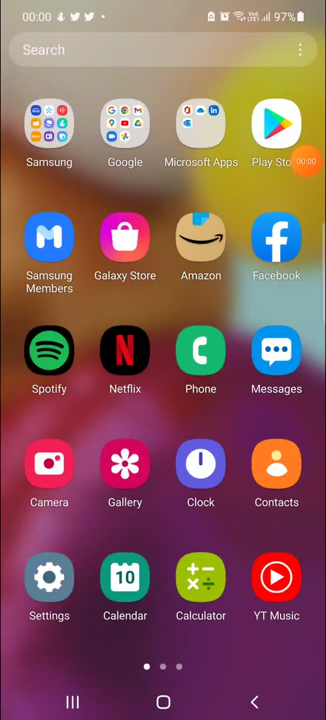 00:00 97%
Search
Samsung Google Microsoft Apps Play Sto
00:00
Samsung Members Galaxy Store Amazon Facebook
Spotify Netflix Phone Messages
Camera Gallery Clock Contacts
10
Settings Calendar Calculator YT Music